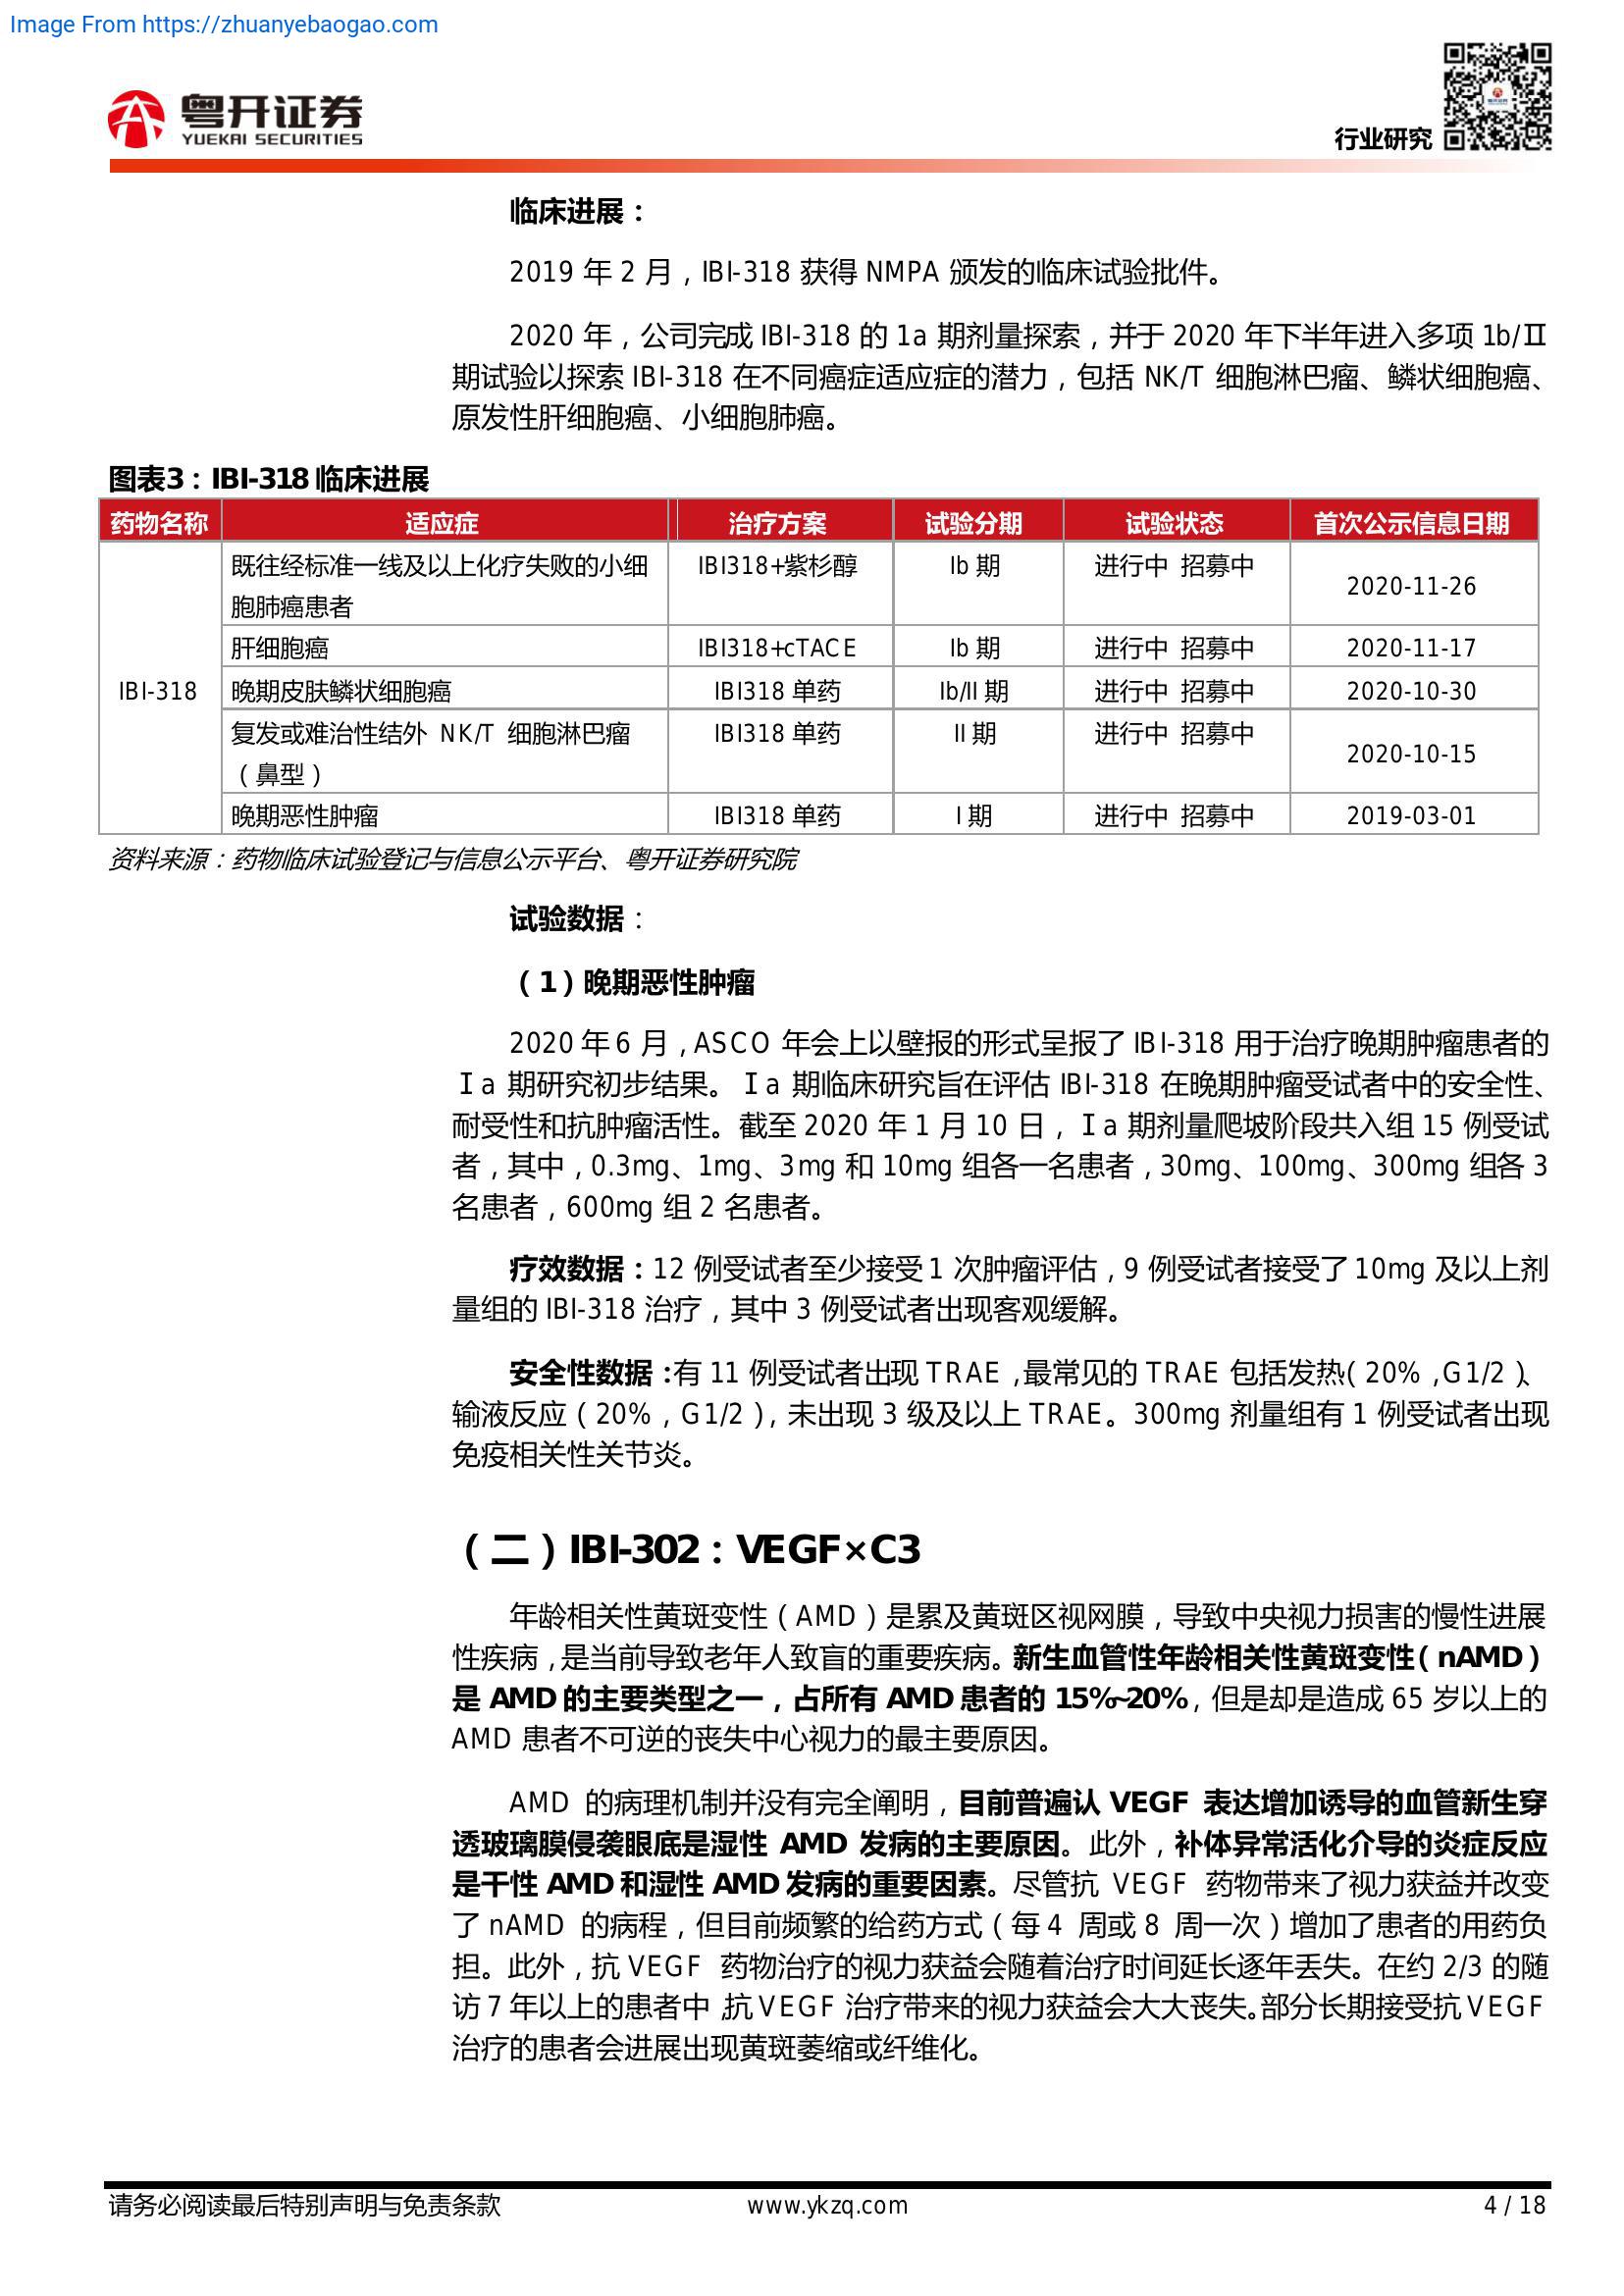 Image From https://zhuanyebaogao.com
粤开证券
YUEKAI SECURITIES
行业研究
临床进展：
2019 年 2 月，IBI-318 获得 NMPA 颁发的临床试验批件。
2020 年，公司完成 IBI-318 的 1a 期剂量探索，并于 2020 年下半年进入多项 1b/Ⅱ
期试验以探索 IBI-318 在不同癌症适应症的潜力，包括 NK/T 细胞淋巴瘤、鳞状细胞癌、
原发性肝细胞癌、小细胞肺癌。
图表3：IBI-318 临床进展
药物名称 适应症 治疗方案 试验分期 试验状态 首次公示信息日期
既往经标准一线及以上化疗失败的小细 IBI318+紫杉醇 Ib 期 进行中 招募中 2020-11-26
胞肺癌患者
肝细胞癌 IBI318+cTACE Ib 期 进行中 招募中 2020-11-17
IBI-318 晚期皮肤鳞状细胞癌 IBI318 单药 Ib/II 期 进行中 招募中 2020-10-30
复发或难治性结外 NK/T 细胞淋巴瘤 IBI318 单药 II 期 进行中 招募中 2020-10-15
（鼻型）
晚期恶性肿瘤 IBI318 单药 I 期 进行中 招募中 2019-03-01
资料来源：药物临床试验登记与信息公示平台、粤开证券研究院
试验数据：
（1）晚期恶性肿瘤
2020 年 6 月，ASCO 年会上以壁报的形式呈报了 IBI-318 用于治疗晚期肿瘤患者的
Ⅰa 期研究初步结果。Ⅰa 期临床研究旨在评估 IBI-318 在晚期肿瘤受试者中的安全性、
耐受性和抗肿瘤活性。截至 2020 年 1 月 10 日，Ⅰa 期剂量爬坡阶段共入组 15 例受试
者，其中，0.3mg、1mg、3mg 和 10mg 组各一名患者，30mg、100mg、300mg 组各 3
名患者，600mg 组 2 名患者。
疗效数据：12 例受试者至少接受 1 次肿瘤评估，9 例受试者接受了 10mg 及以上剂
量组的 IBI-318 治疗，其中 3 例受试者出现客观缓解。
安全性数据：有 11 例受试者出现 TRAE，最常见的 TRAE 包括发热（20%，G1/2）、
输液反应（20%，G1/2），未出现 3 级及以上 TRAE。300mg 剂量组有 1 例受试者出现
免疫相关性关节炎。
（二）IBI-302：VEGF×C3
年龄相关性黄斑变性（AMD）是累及黄斑区视网膜，导致中央视力损害的慢性进展
性疾病，是当前导致老年人致盲的重要疾病。新生血管性年龄相关性黄斑变性（nAMD）
是 AMD 的主要类型之一，占所有 AMD 患者的 15%~20%，但是却是造成 65 岁以上的
AMD 患者不可逆的丧失中心视力的最主要原因。
AMD 的病理机制并没有完全阐明，目前普遍认 VEGF 表达增加诱导的血管新生穿
透玻璃膜侵袭眼底是湿性 AMD 发病的主要原因。此外，补体异常活化介导的炎症反应
是干性 AMD 和湿性 AMD 发病的重要因素。尽管抗 VEGF 药物带来了视力获益并改变
了 nAMD 的病程，但目前频繁的给药方式（每 4 周或 8 周一次）增加了患者的用药负
担。此外，抗 VEGF 药物治疗的视力获益会随着治疗时间延长逐年丢失。在约 2/3 的随
访 7 年以上的患者中，抗 VEGF 治疗带来的视力获益会大大丧失。部分长期接受抗 VEGF
治疗的患者会进展出现黄斑萎缩或纤维化。
请务必阅读最后特别声明与免责条款 www.ykzq.com 4 / 18